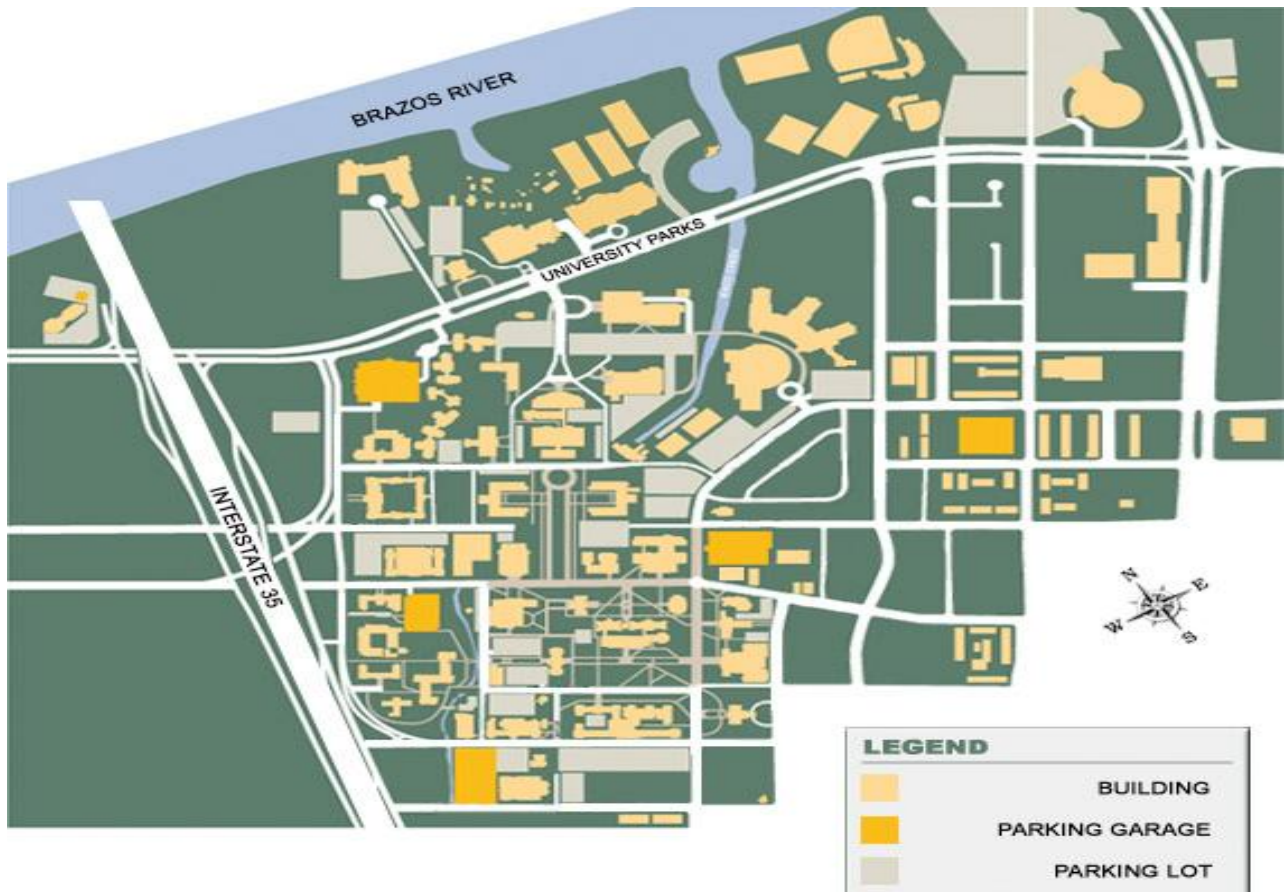 BRAZOS RIVER
UNIVERSITY PARKS
INTERSTATE 35
N
E
W
S
LEGEND
BUILDING
PARKING GARAGE
PARKING LOT